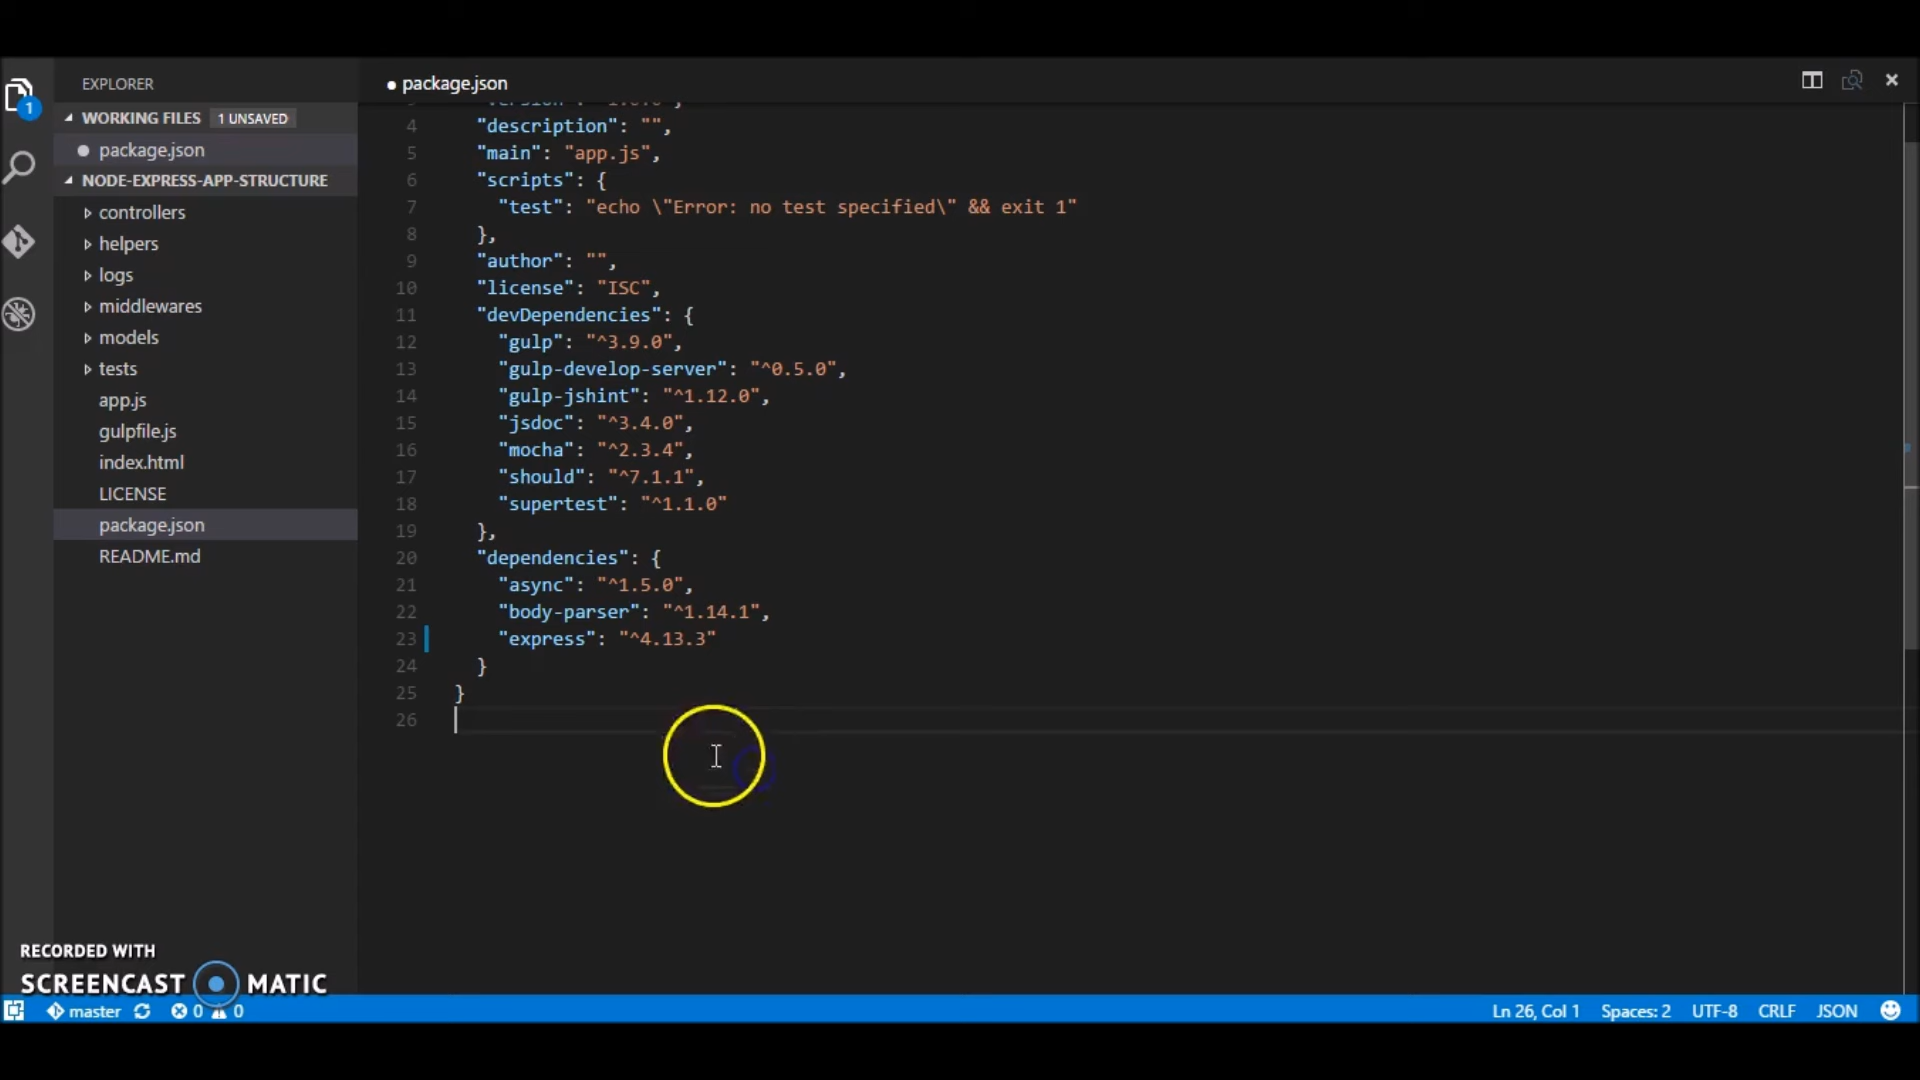 EXPLORER
WORKING FILES 1 UNSAVED
package.json
NODE-EXPRESS-APP-STRUCTURE
controllers
helpers
logs
middlewares
models
tests
app.js
gulpfile.js
index.html
LICENSE
package.json
README.md
1
● package.json
4 "description": "",
5 "main": "app.js",
6 "scripts": {
7 "test": "echo \"Error: no test specified\" && exit 1"
8 },
9 "author": "",
10 "license": "ISC",
11 "devDependencies": {
12 "gulp": "^3.9.0",
13 "gulp-develop-server": "^0.5.0",
14 "gulp-jshint": "^1.12.0",
15 "jsdoc": "^3.4.0",
16 "mocha": "^2.3.4",
17 "should": "^7.1.1",
18 "supertest": "^1.1.0"
19 },
20 "dependencies": {
21 "async": "^1.5.0",
22 "body-parser": "^1.14.1",
23 "express": "^4.13.3"
24 }
25 }
26
RECORDED WITH
SCREENCAST MATIC
master 0 0 Ln 26, Col 1 Spaces: 2 UTF-8 CRLF JSON